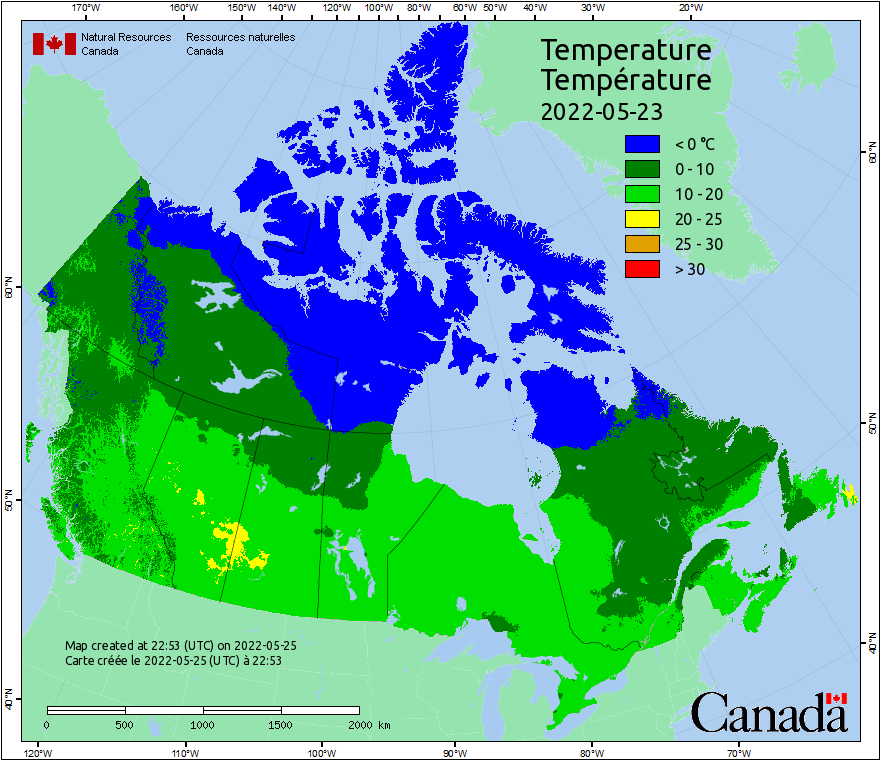 170°W 160°W 150°W 140°W 130°W 120°W 110°W 100°W 90°W 80°W 70°W 60°W 50°W 40°W 30°W 20°W
Natural Resources Ressources naturelles
Canada Canada
Temperature
Température
2022-05-23
< 0 °C
0 - 10
10 - 20
20 - 25
25 - 30
> 30
60°N
60°N
50°N
50°N
40°N
40°N
Map created at 22:53 (UTC) on 2022-05-25
Carte créée le 2022-05-25 (UTC) à 22:53
0 500 1000 1500 2000 km
Canada
120°W 110°W 100°W 90°W 80°W 70°W